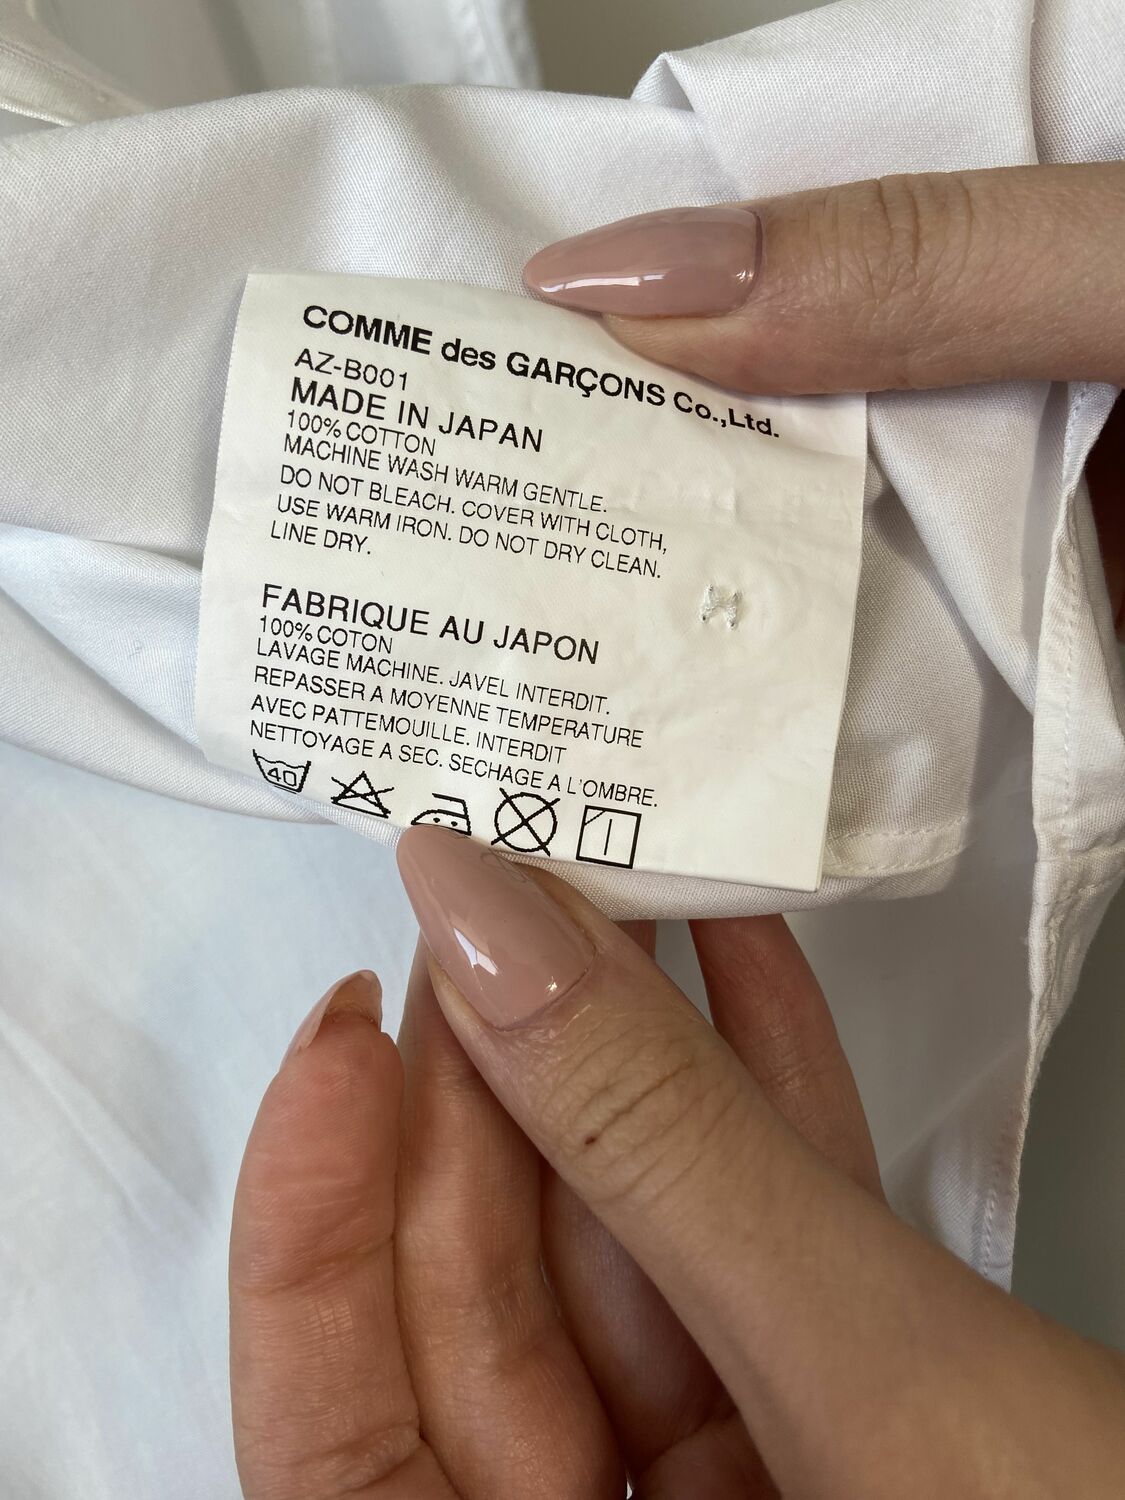 COMME des GARÇONS Co.,Ltd.
AZ-B001
MADE IN JAPAN
100% COTTON
MACHINE WASH WARM GENTLE.
DO NOT BLEACH. COVER WITH CLOTH,
USE WARM IRON. DO NOT DRY CLEAN.
LINE DRY.
FABRIQUE AU JAPON
100% COTON
LAVAGE MACHINE. JAVEL INTERDIT.
REPASSER A MOYENNE TEMPERATURE
AVEC PATTEMOUILLE. INTERDIT
NETTOYAGE A SEC. SECHAGE A L'OMBRE.
40